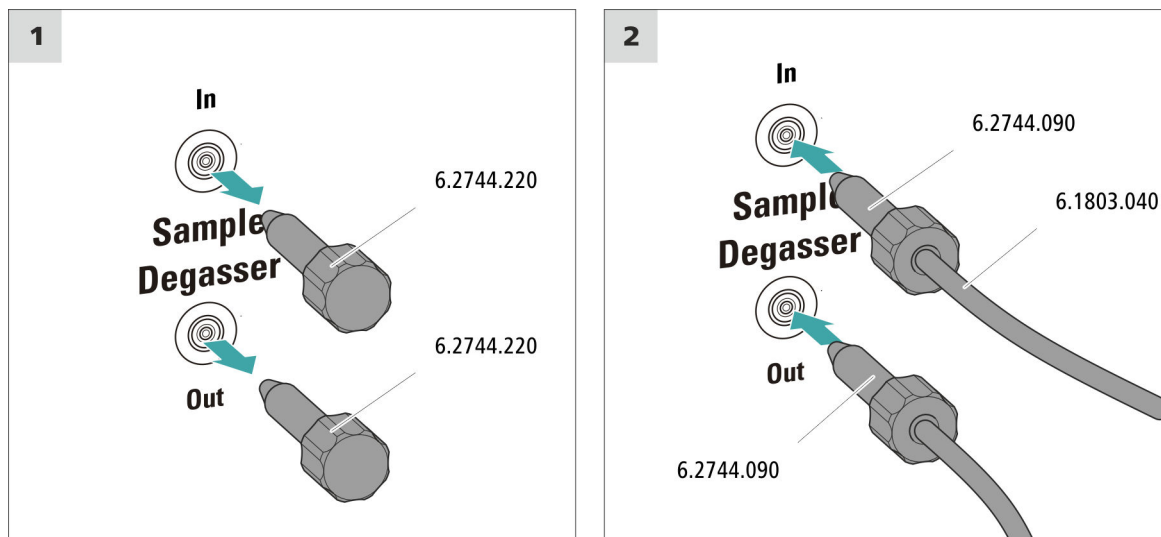 1
In
6.2744.220
Sample
Degasser
6.2744.220
Out
2
In
6.2744.090
6.1803.040
Sample
Degasser
Out
6.2744.090